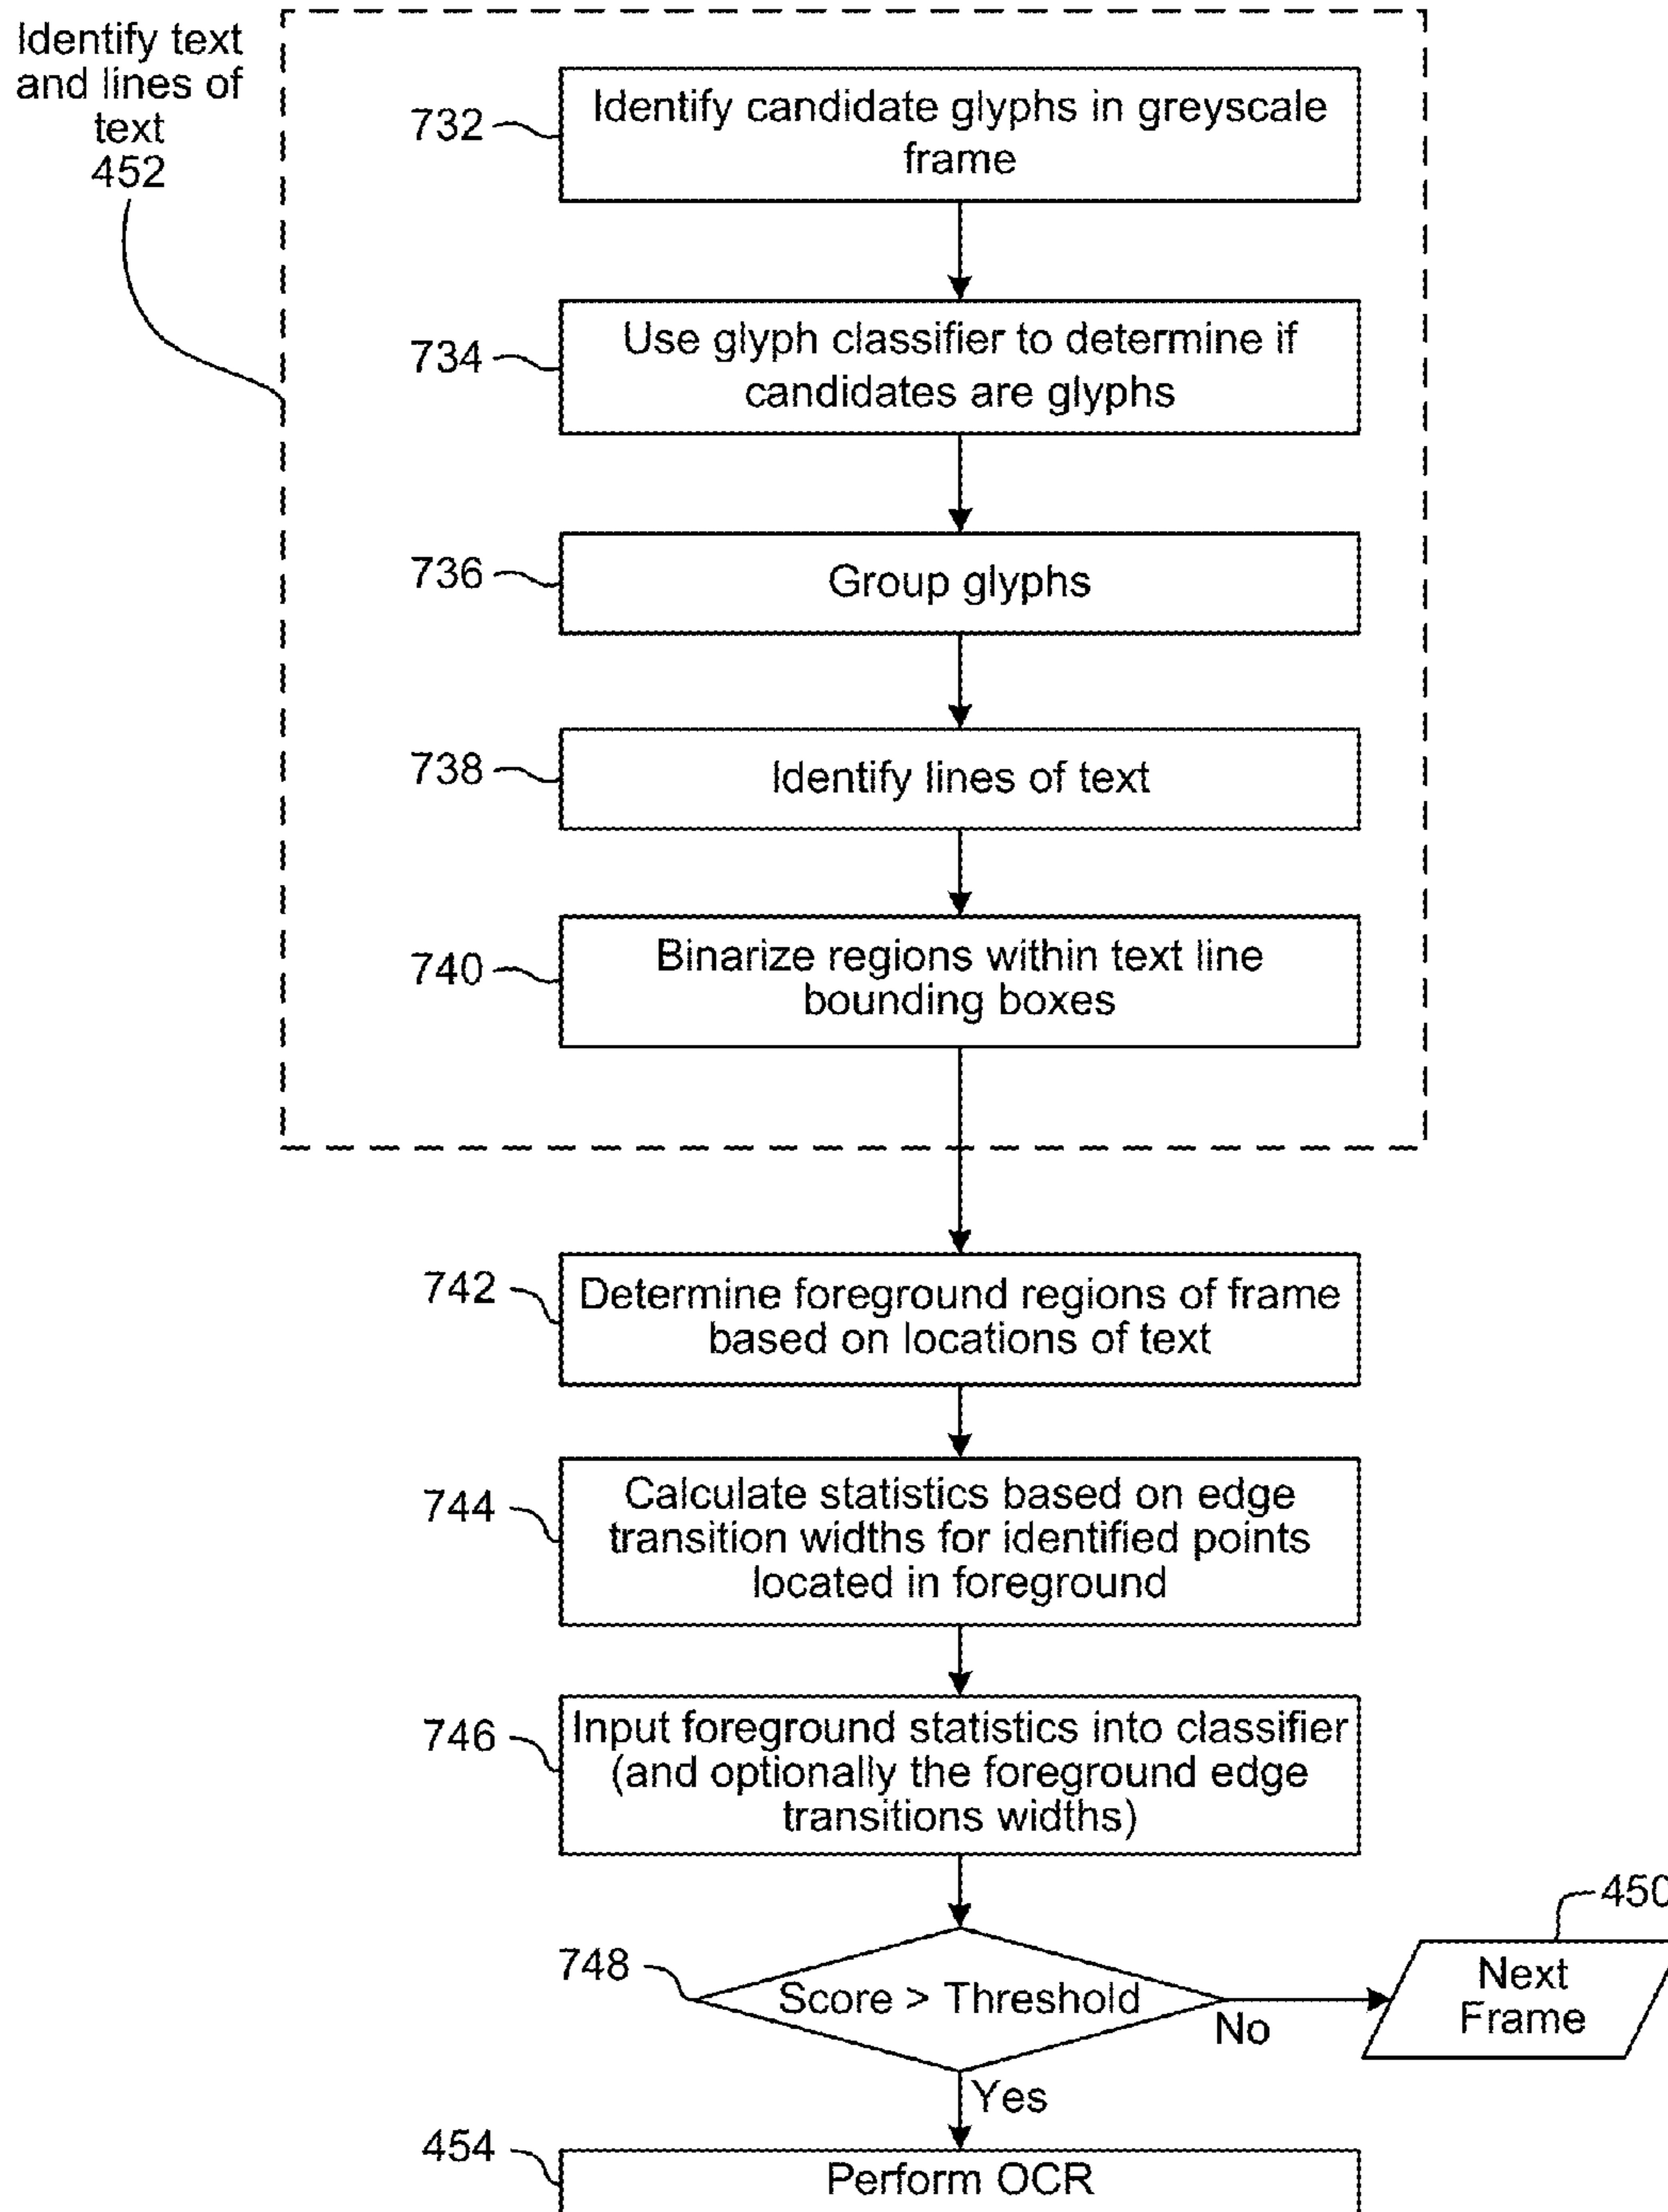 Identify text
and lines of
text
452
732
Identify candidate glyphs in greyscale
frame
734
Use glyph classifier to determine if
candidates are glyphs
736
Group glyphs
738
Identify lines of text
740
Binarize regions within text line
bounding boxes
742
Determine foreground regions of frame
based on locations of text
744
Calculate statistics based on edge
transition widths for identified points
located in foreground
746
Input foreground statistics into classifier
(and optionally the foreground edge
transitions widths)
748
Score > Threshold
No
450
Next
Frame
Yes
454
Perform OCR